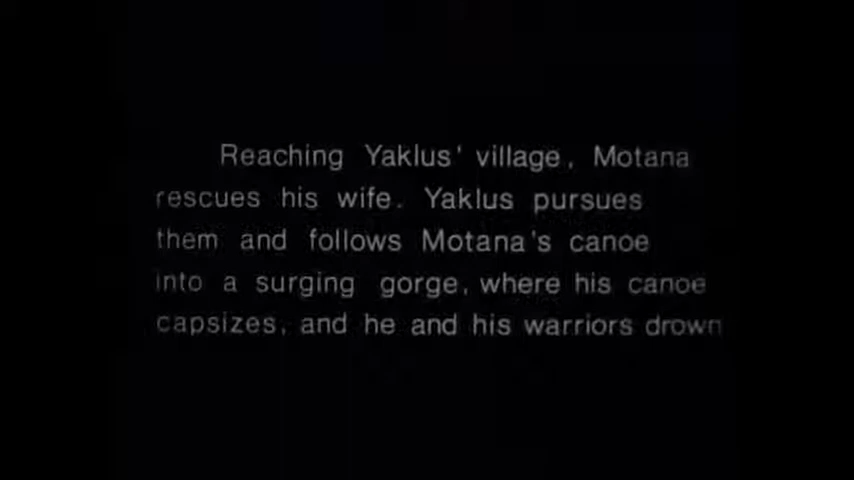 Reaching Yaklus' village, Motana
rescues his wife. Yaklus pursues
them and follows Motana's canoe
into a surging gorge, where his canoe
capsizes, and he and his warriors drown